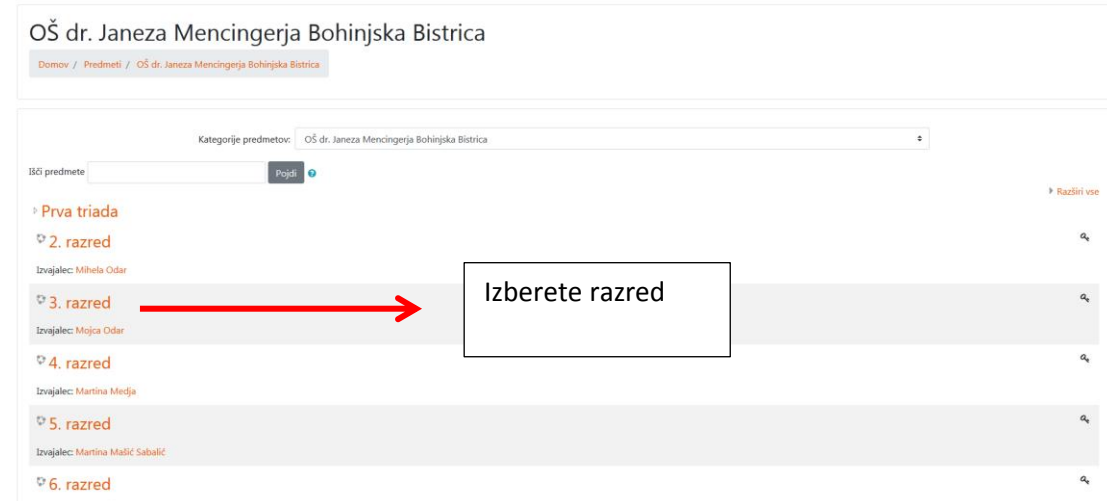 OŠ dr. Janeza Mencingerja Bohinjska Bistrica
Domov / Predmeti / OŠ dr. Janeza Mencingerja Bohinjska Bistrica
Kategorije predmetov: OŠ dr. Janeza Mencingerja Bohinjska Bistrica
Išči predmete Pojdi
Razširi vse
Prva triada
2. razred
Izvajalec: Mihela Odar
3. razred
Izberete razred
Izvajalec: Mojca Odar
4. razred
Izvajalec: Martina Medja
5. razred
Izvajalec: Martina Mašić Sabalić
6. razred